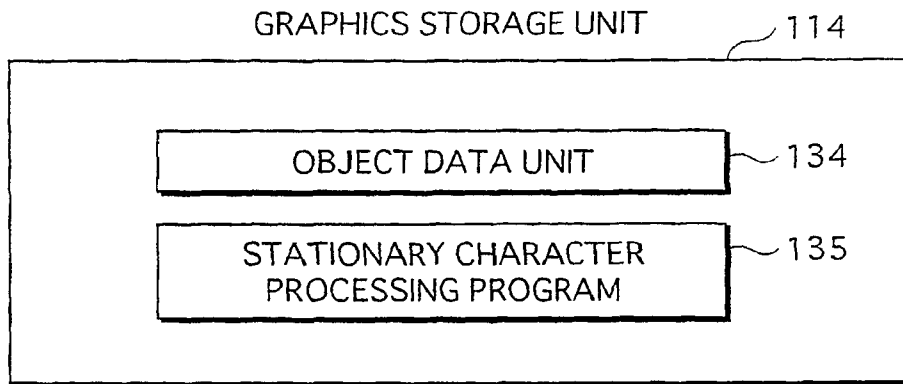 GRAPHICS STORAGE UNIT
114
OBJECT DATA UNIT
134
STATIONARY CHARACTER
PROCESSING PROGRAM
135